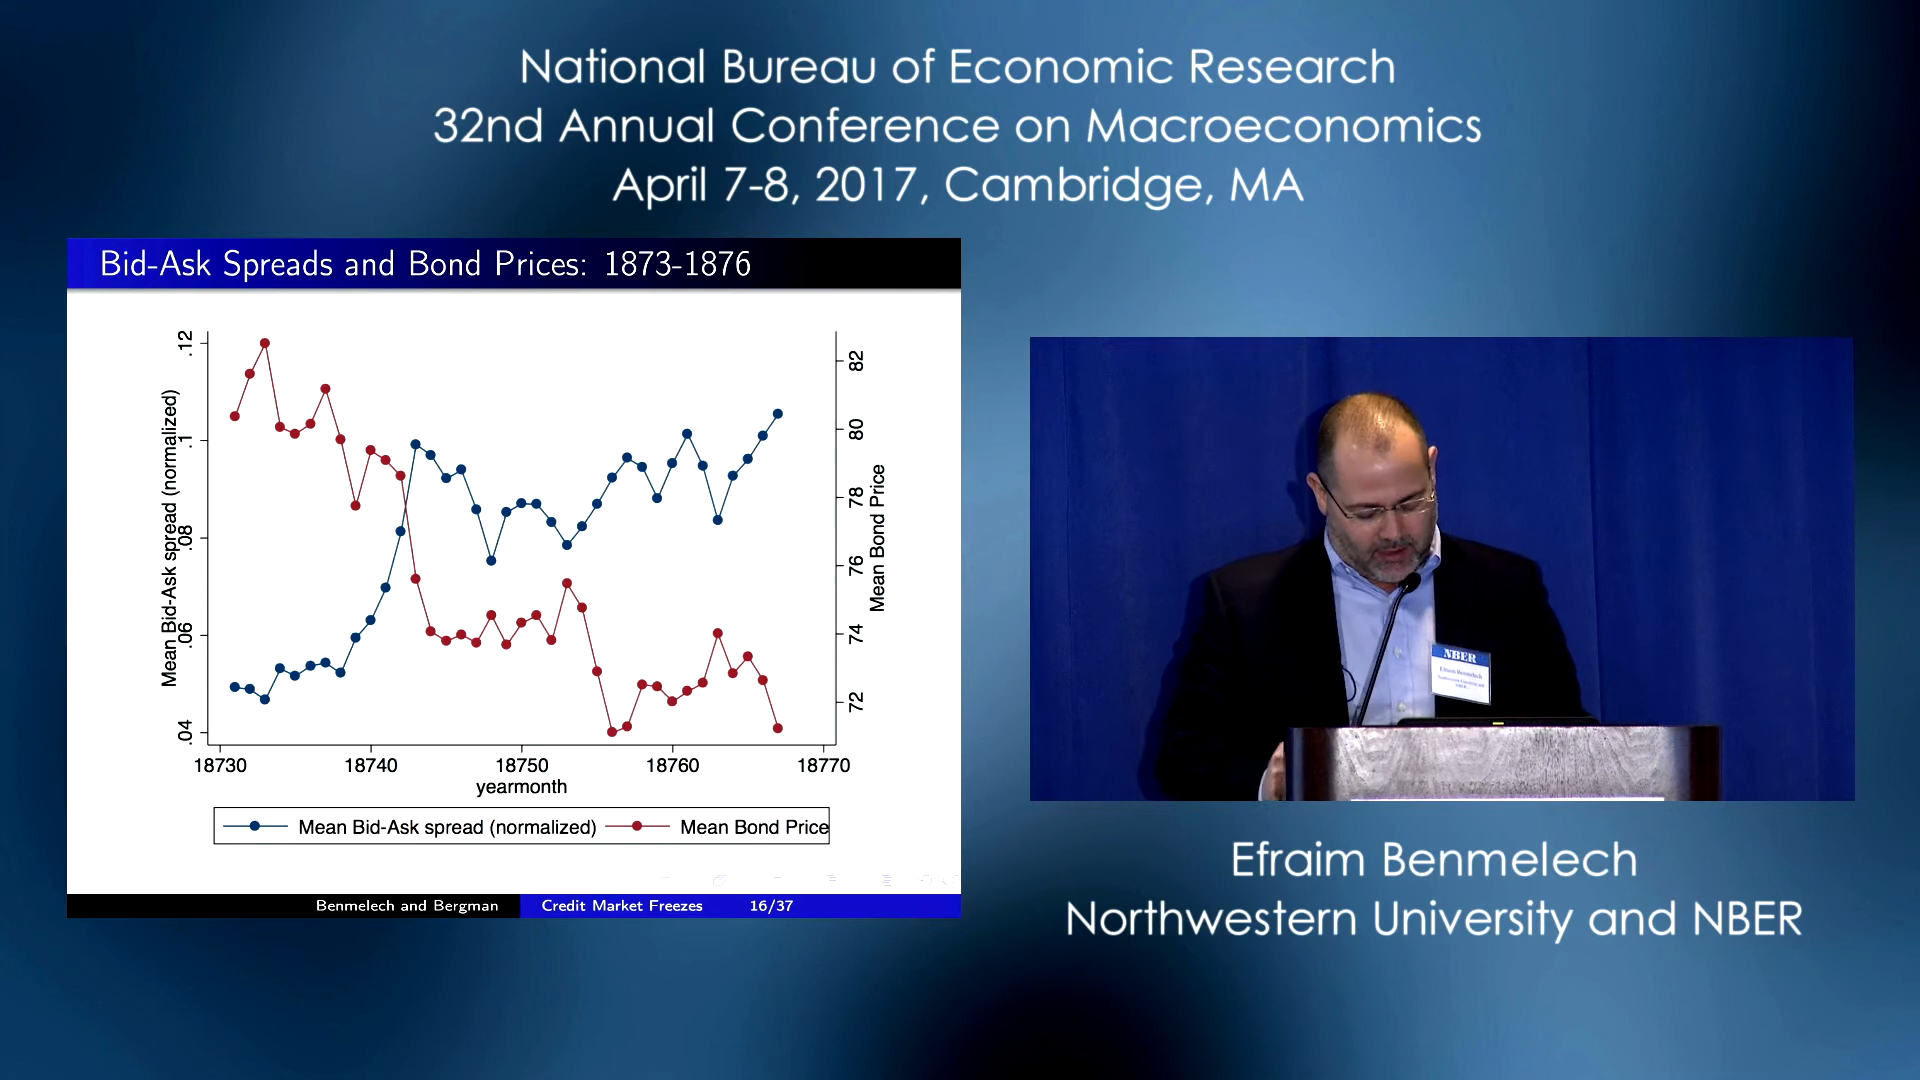 National Bureau of Economic Research
32nd Annual Conference on Macroeconomics
April 7-8, 2017, Cambridge, MA
Bid-Ask Spreads and Bond Prices: 1873-1876
Mean Bid-Ask spread (normalized)
.12
.1
.08
.06
.04
82
80
78
76
74
72
Mean Bond Price
18730 18740 18750 18760 18770
yearmonth
Mean Bid-Ask spread (normalized) Mean Bond Price
Benmelech and Bergman Credit Market Freezes 16/37
NBER
Efraim Benmelech
Efraim Benmelech
Northwestern University and NBER